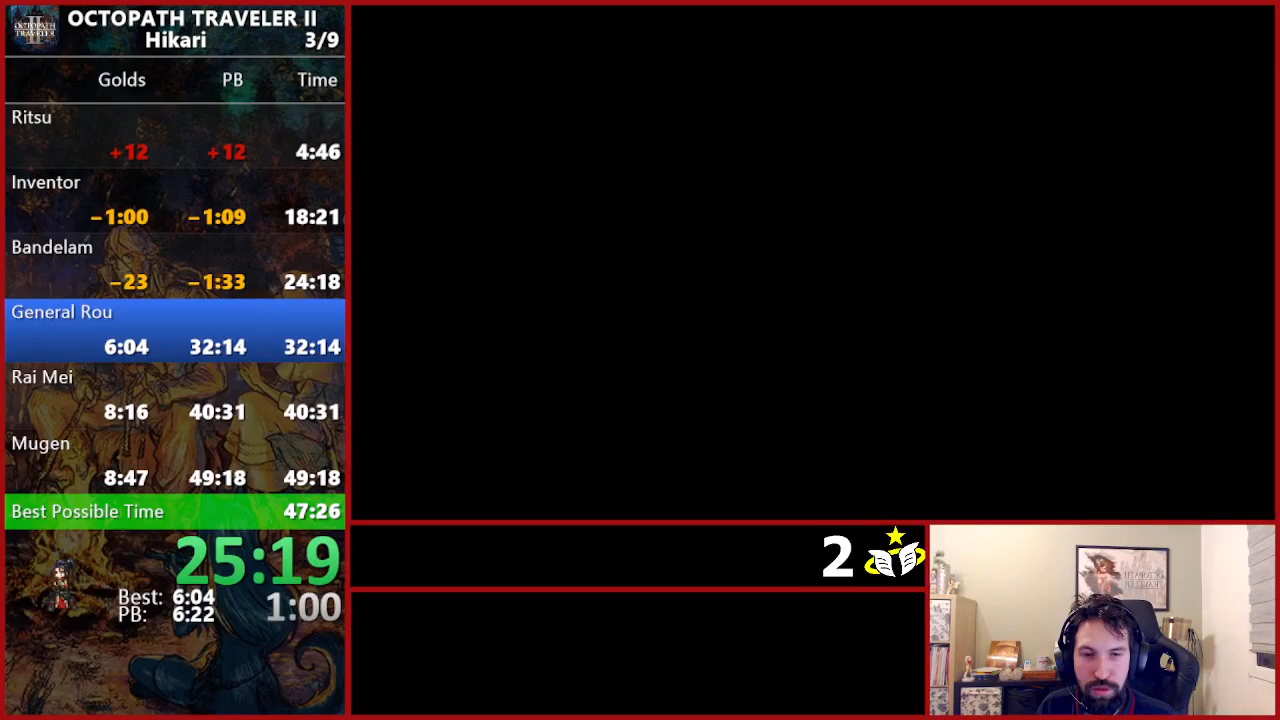 OCTOPATH TRAVELER II
Hikari 3/9
Golds PB Time
Ritsu
+12 +12 4:46
Inventor
−1:00 −1:09 18:21
Bandelam
−23 −1:33 24:18
General Rou
6:04 32:14 32:14
Rai Mei
8:16 40:31 40:31
Mugen
8:47 49:18 49:18
Best Possible Time 47:26
25:19
Best: 6:04
PB: 6:22
1:00
2